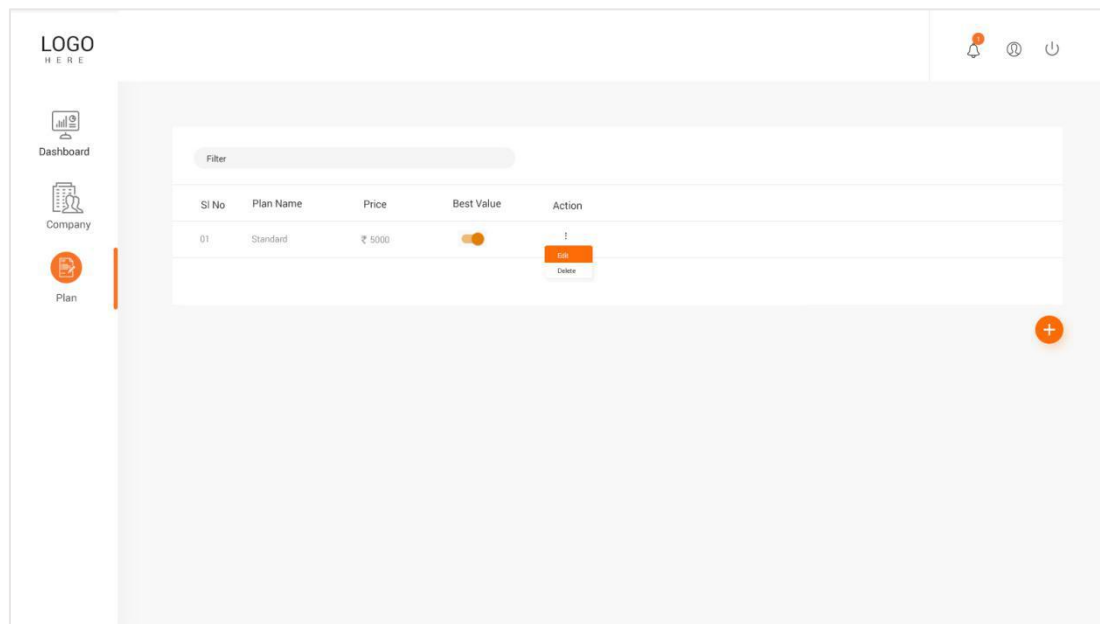 LOGO
HERE
1
Dashboard
Company
Plan
Filter
Sl No Plan Name Price Best Value Action
01 Standard ₹ 5000
Edit
Delete